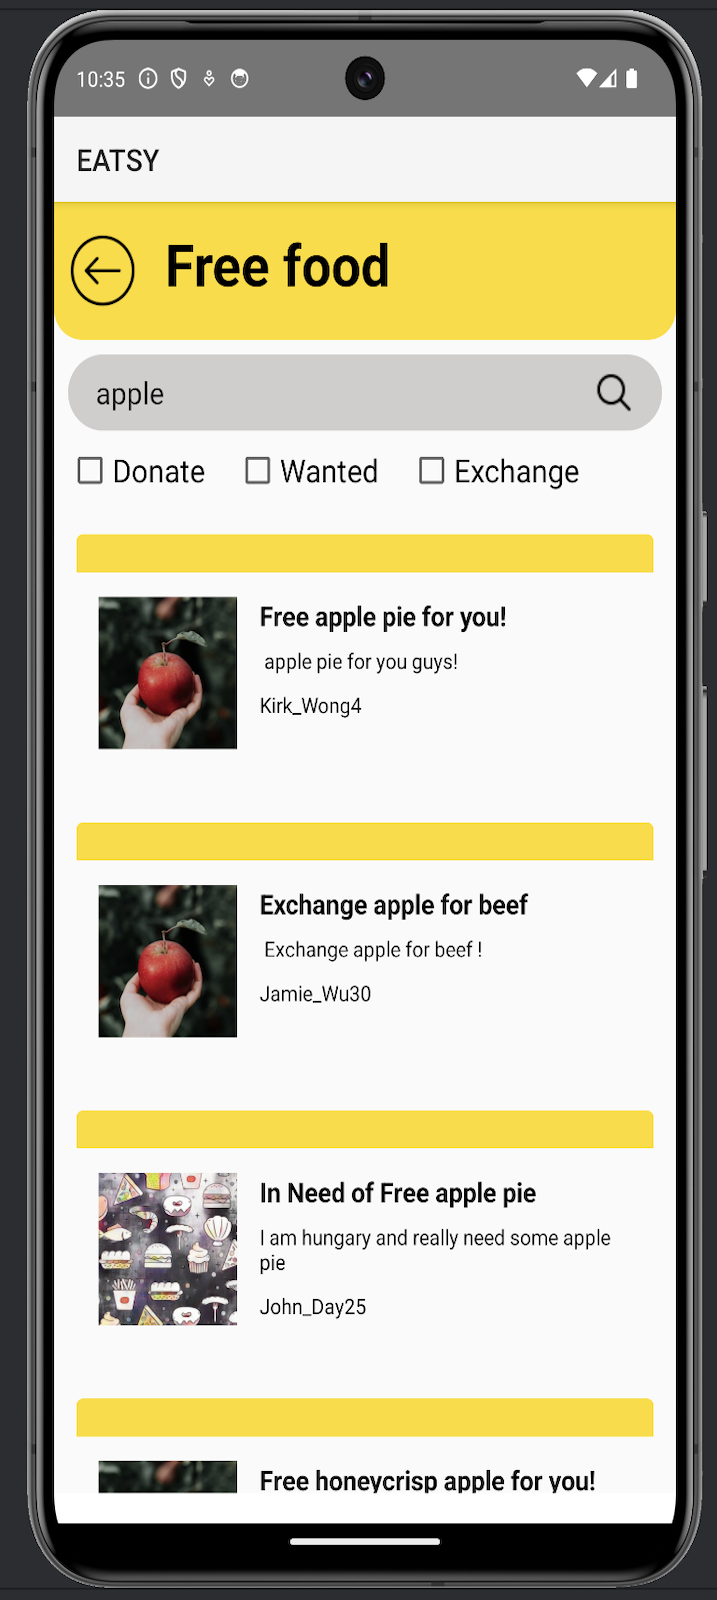 10:35
EATSY
Free food
apple
Donate Wanted Exchange
Free apple pie for you!
apple pie for you guys!
Kirk_Wong4
Exchange apple for beef
Exchange apple for beef !
Jamie_Wu30
In Need of Free apple pie
I am hungary and really need some apple
pie
John_Day25
Free honeycrisp apple for you!